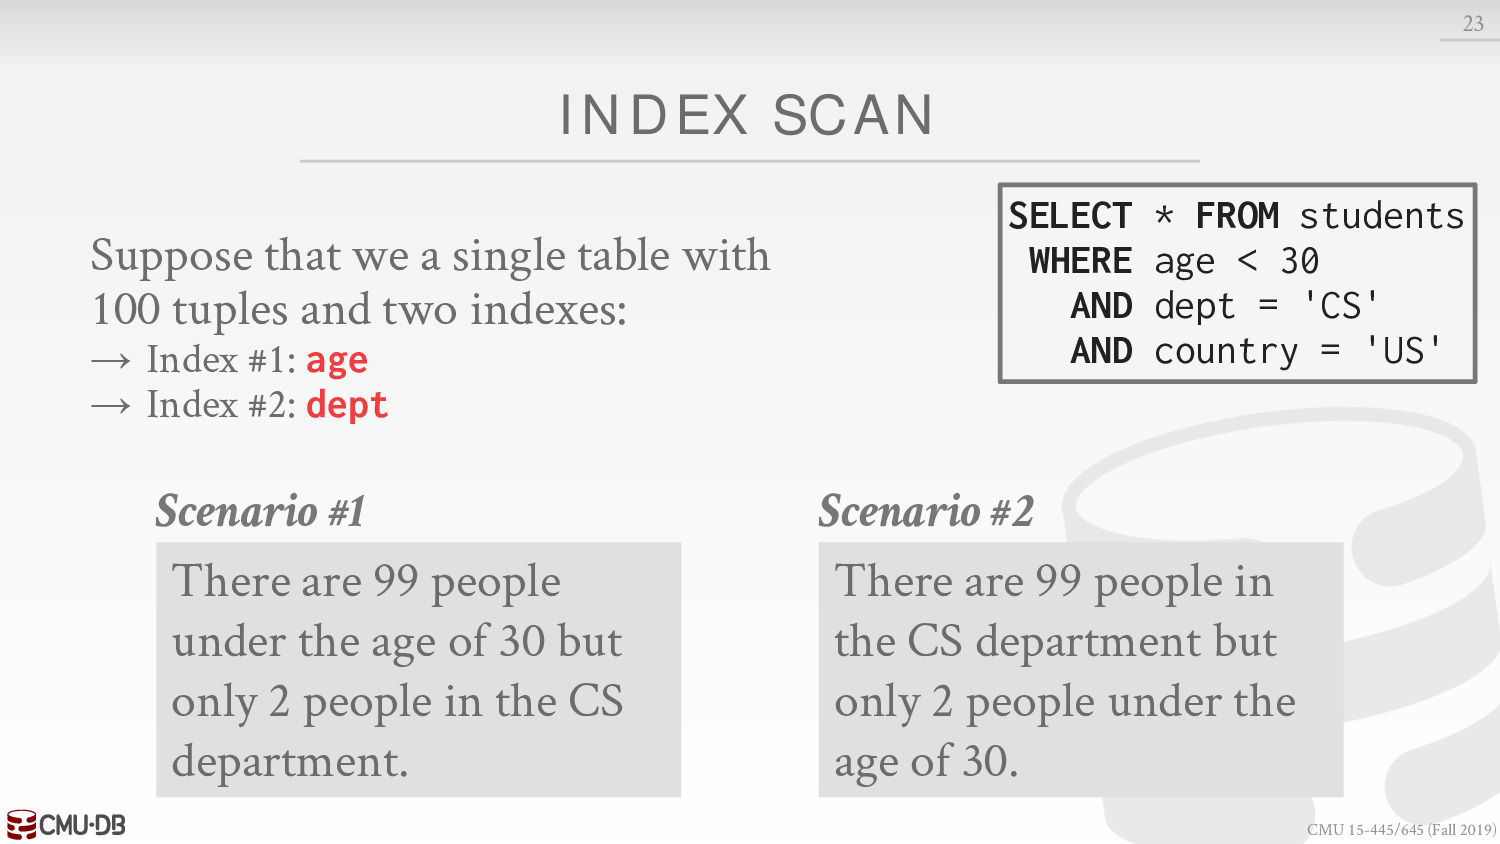 23
INDEX SCAN
Suppose that we a single table with
100 tuples and two indexes:
→ Index #1: age
→ Index #2: dept
SELECT * FROM students
WHERE age < 30
AND dept = 'CS'
AND country = 'US'
Scenario #1
There are 99 people
under the age of 30 but
only 2 people in the CS
department.
Scenario #2
There are 99 people in
the CS department but
only 2 people under the
age of 30.
CMU·DB
CMU 15-445/645 (Fall 2019)